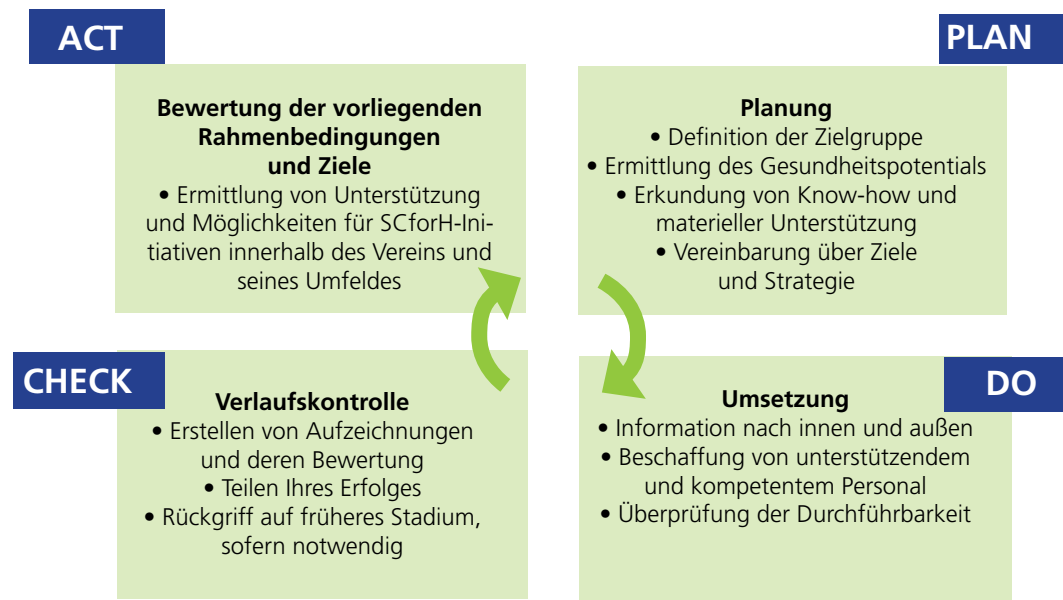 ACT
Bewertung der vorliegenden
Rahmenbedingungen
und Ziele
• Ermittlung von Unterstützung
und Möglichkeiten für SCforH-Ini-
tiativen innerhalb des Vereins und
seines Umfeldes
PLAN
Planung
• Definition der Zielgruppe
• Ermittlung des Gesundheitspotentials
• Erkundung von Know-how und
materieller Unterstützung
• Vereinbarung über Ziele
und Strategie
CHECK
Verlaufskontrolle
• Erstellen von Aufzeichnungen
und deren Bewertung
• Teilen Ihres Erfolges
• Rückgriff auf früheres Stadium,
sofern notwendig
DO
Umsetzung
• Information nach innen und außen
• Beschaffung von unterstützendem
und kompetentem Personal
• Überprüfung der Durchführbarkeit